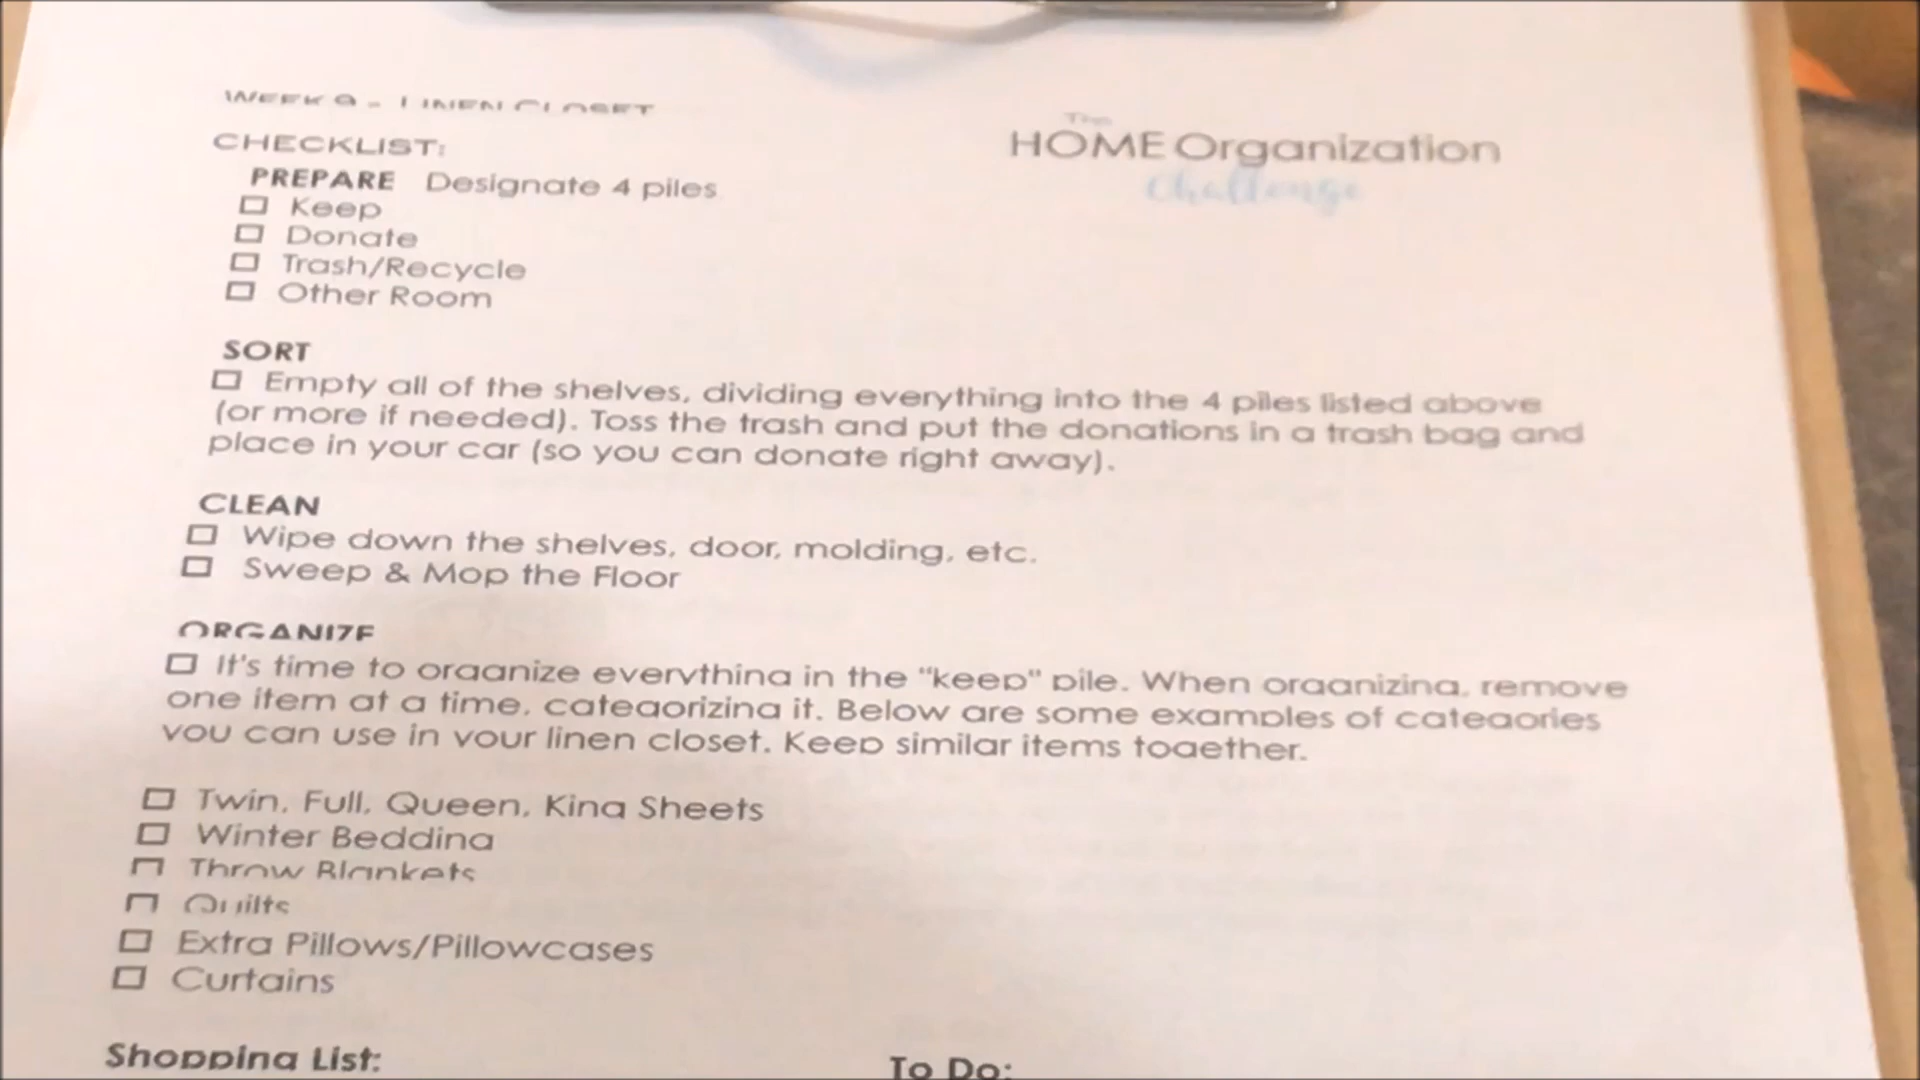 WEEK 9 - LINEN CLOSET
The
HOME Organization
Challenge
CHECKLIST:
PREPARE Designate 4 piles
Keep
Donate
Trash/Recycle
Other Room
SORT
Empty all of the shelves, dividing everything into the 4 piles listed above
(or more if needed). Toss the trash and put the donations in a trash bag and
place in your car (so you can donate right away).
CLEAN
Wipe down the shelves, door, molding, etc.
Sweep & Mop the Floor
ORGANIZE
It's time to organize everything in the "keep" pile. When organizing, remove
one item at a time, categorizing it. Below are some examples of categories
you can use in your linen closet. Keep similar items together.
Twin, Full, Queen, King Sheets
Winter Bedding
Throw Blankets
Quilts
Extra Pillows/Pillowcases
Curtains
Shopping List:
To Do: